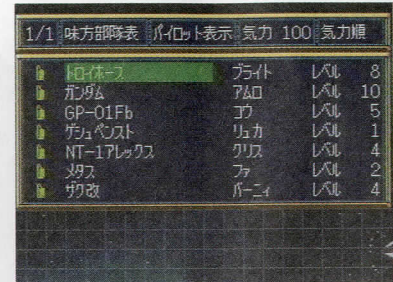 1/1 味方部隊表 パイロット表示 気力 100 気力順
トロイホース ブライト レベル 8
ガンダム アムロ レベル 10
GP-01Fb コウ レベル 5
ゲシュペンスト リュカ レベル 1
NT-1アレックス クリス レベル 4
メタス ファ レベル 2
ザク改 バーニィ レベル 4